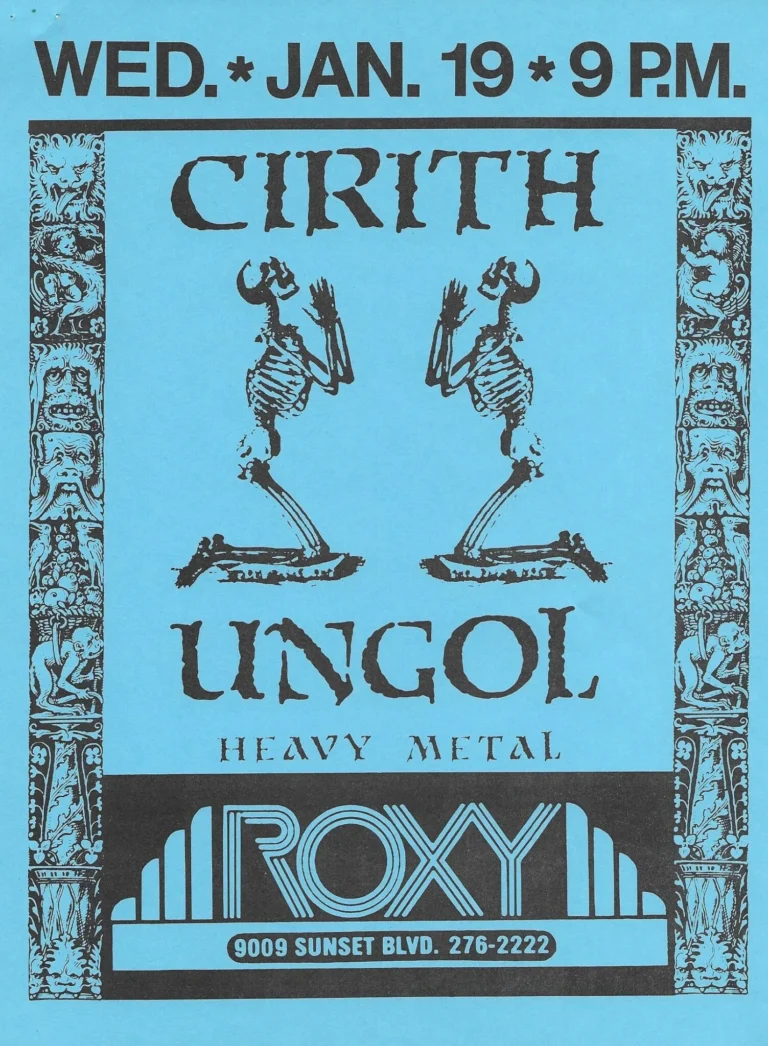 WED. * JAN. 19 * 9 P.M.
CIRITH
UNGOL
HEAVY METAL
ROXY
9009 SUNSET BLVD. 276-2222